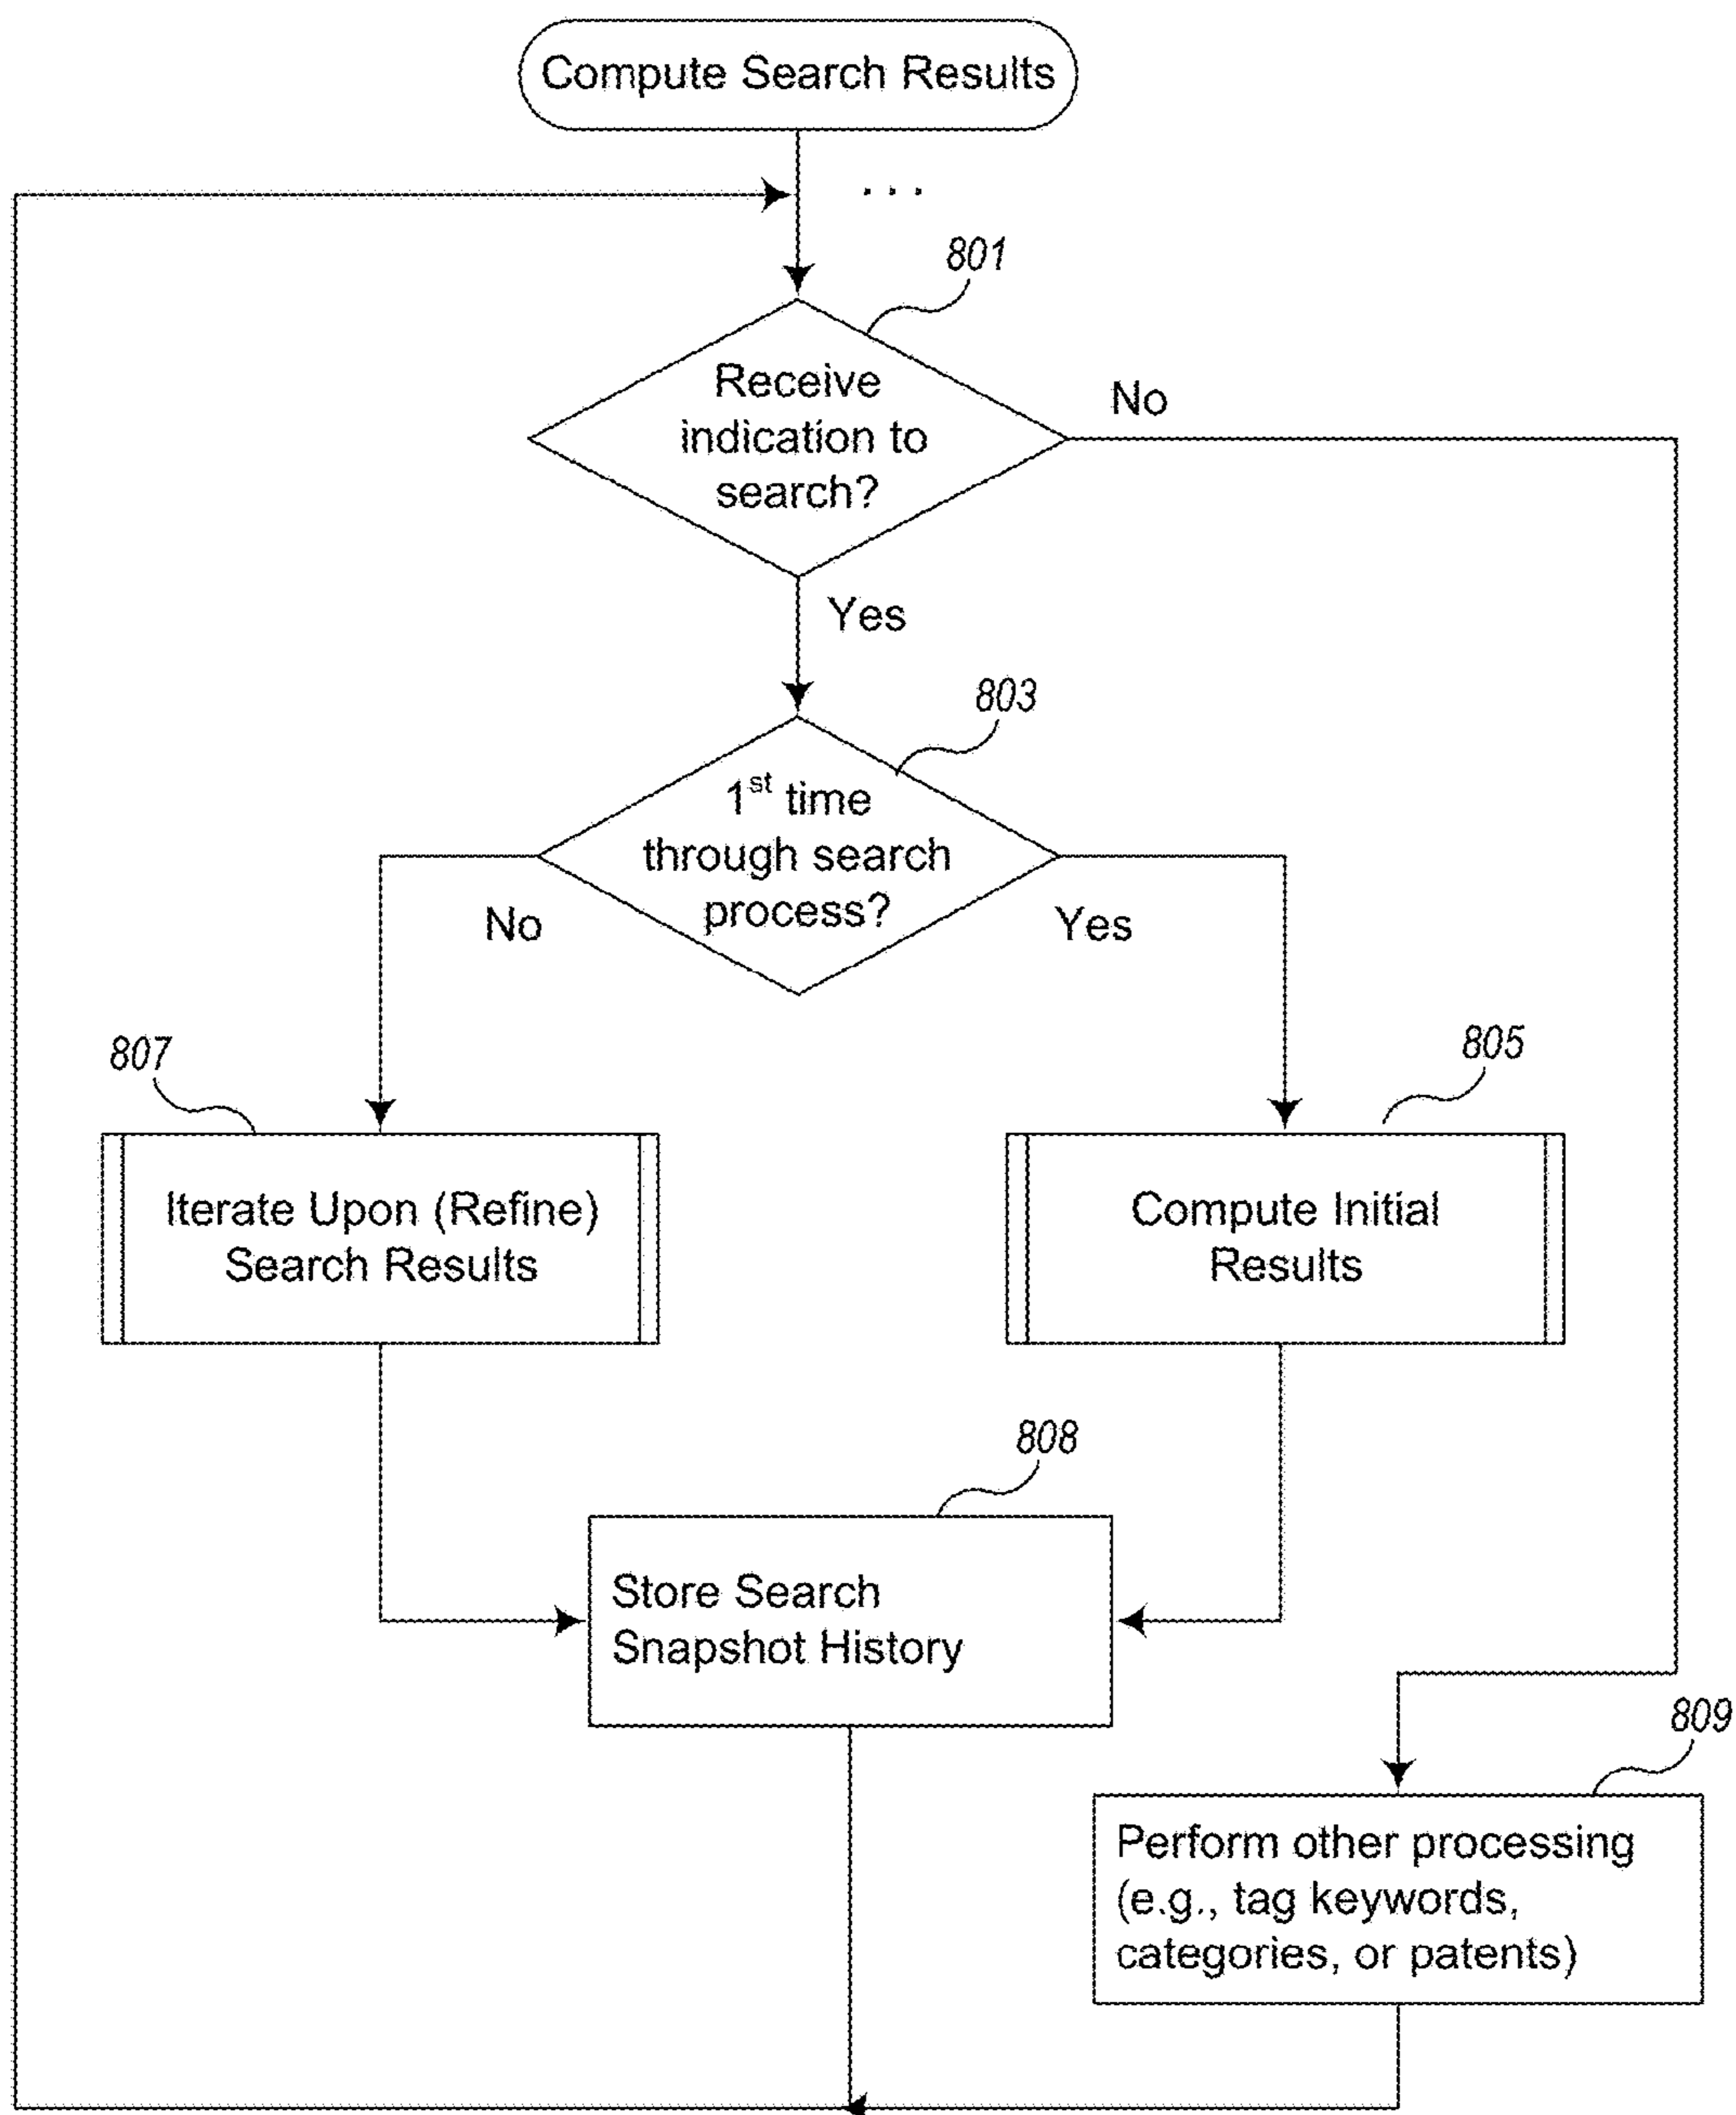 Compute Search Results
. . .
801
Receive
indication to
search?
No
Yes
803
1st time
through search
process?
No
Yes
807
805
Iterate Upon (Refine)
Search Results
Compute Initial
Results
808
Store Search
Snapshot History
809
Perform other processing
(e.g., tag keywords,
categories, or patents)